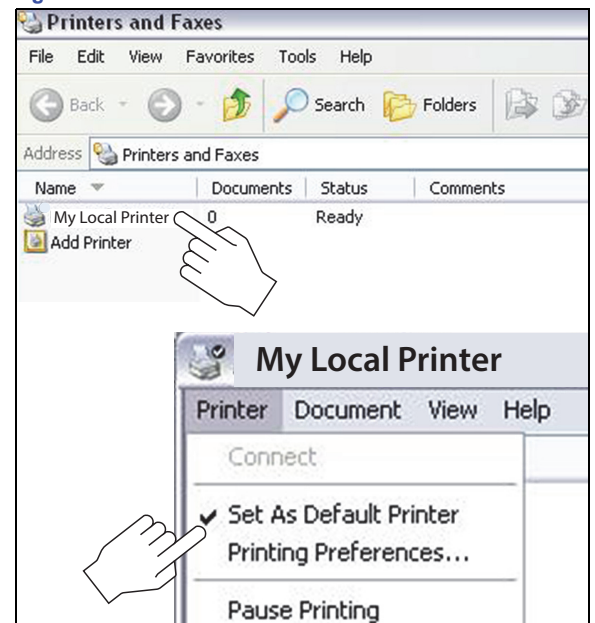 Printers and Faxes
File Edit View Favorites Tools Help
Back Search Folders
Address Printers and Faxes
Name Documents Status Comments
My Local Printer 0 Ready
Add Printer
My Local Printer
Printer Document View Help
Connect
Set As Default Printer
Printing Preferences...
Pause Printing